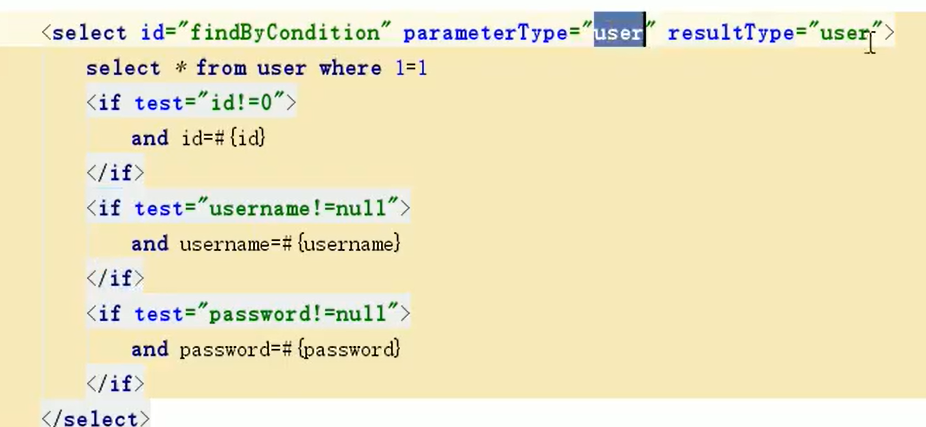 <select id="findByCondition" parameterType="user" resultType="user">
select * from user where 1=1
<if test="id!=0">
and id=#{id}
</if>
<if test="username!=null">
and username=#{username}
</if>
<if test="password!=null">
and password=#{password}
</if>
</select>